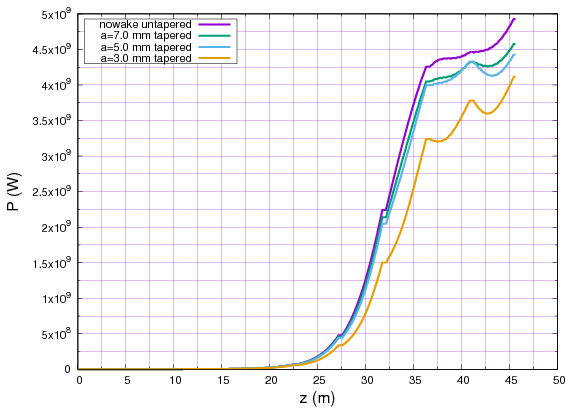 nowake untapered
a=7.0 mm tapered
a=5.0 mm tapered
a=3.0 mm tapered
5x10⁹
4.5x10⁹
4x10⁹
3.5x10⁹
3x10⁹
2.5x10⁹
2x10⁹
1.5x10⁹
1x10⁹
5x10⁸
0
P (W)
0 5 10 15 20 25 30 35 40 45 50
z (m)